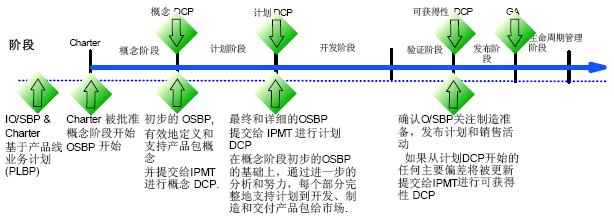 概念 DCP
计划 DCP
可获得性 DCP
GA
阶段
Charter
概念阶段
计划阶段
开发阶段
验证阶段
发布阶
段
生命周期管理
阶段
IO/SBP &
Charter
基于产品线
业务计划
(PLBP)
Charter 被批准
概念阶段开始
OSBP 开始
初步的 OSBP,
有效地定义和
支持产品包概
念
并提交给IPMT
进行概念 DCP.
最终和详细的OSBP
提交给 IPMT 进行计划
DCP
在概念阶段初步的OSBP
的基础上，通过进一步的
分析和努力，每个部分完
整地支持计划到开发、制
造和交付产品包给市场.
确认O/SBP关注制造准
备，发布计划和销售活
动
如果从计划DCP开始的
任何主要偏差将被更新
提交给IPMT进行可获得
性 DCP